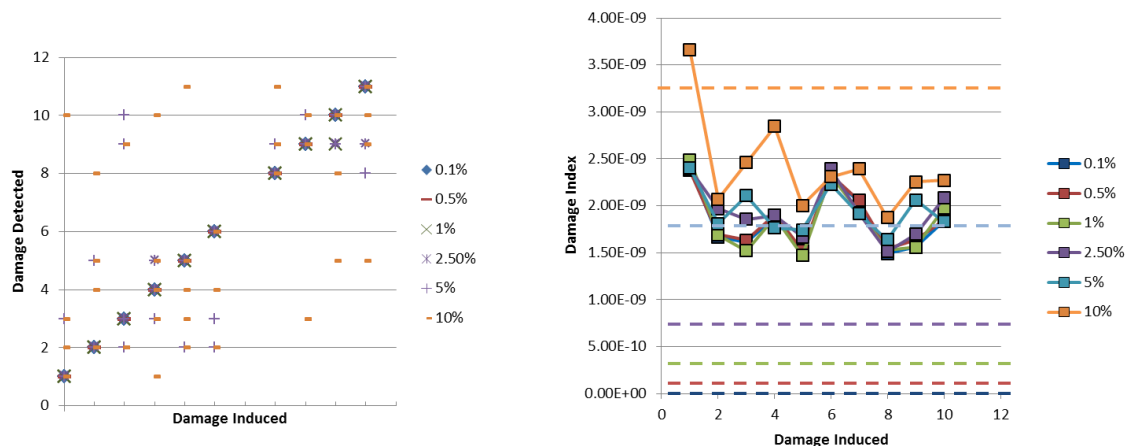 12
10
8
6
4
2
0
Damage Detected
Damage Induced
0.1%
0.5%
1%
2.50%
5%
10%
4.00E-09
3.50E-09
3.00E-09
2.50E-09
2.00E-09
1.50E-09
1.00E-09
5.00E-10
0.00E+00
Damage Index
0 2 4 6 8 10 12
Damage Induced
0.1%
0.5%
1%
2.50%
5%
10%